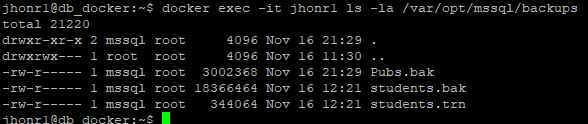 jhonr1@db_docker:~$ docker exec -it jhonr1 ls -la /var/opt/mssql/backups
total 21220
drwxr-xr-x 2 mssql root     4096 Nov 16 21:29 .
drwxrwx--- 1 root  root     4096 Nov 16 11:30 ..
-rw-r----- 1 mssql root  3002368 Nov 16 21:29 Pubs.bak
-rw-r----- 1 mssql root 18366464 Nov 16 12:21 students.bak
-rw-r----- 1 mssql root   344064 Nov 16 12:21 students.trn
jhonr1@db_docker:~$